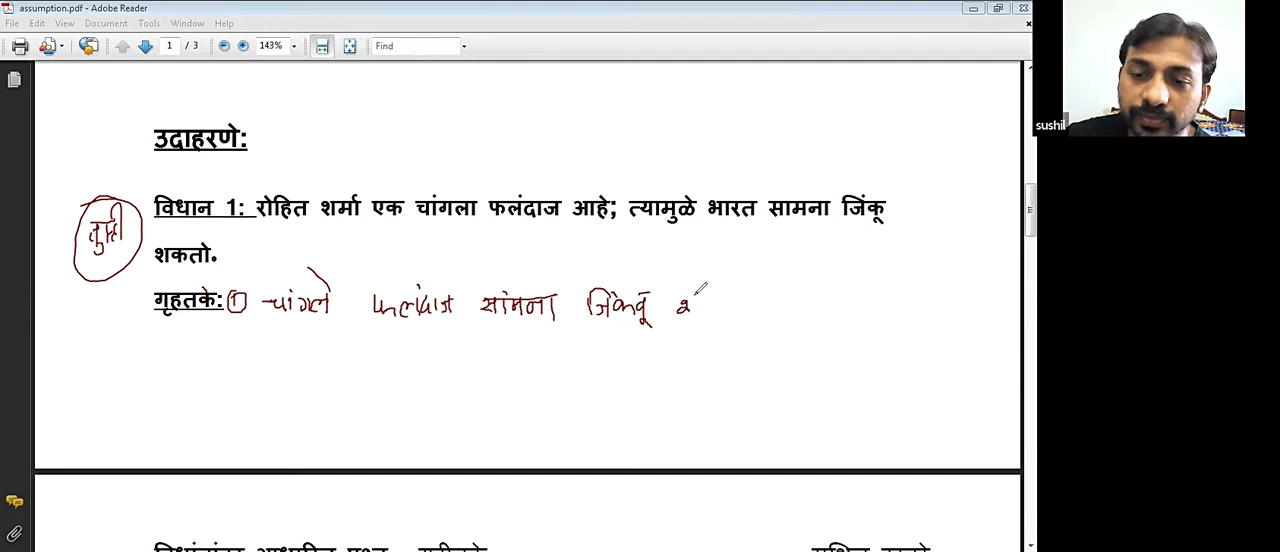 assumption.pdf - Adobe Reader
File Edit View Document Tools Window Help
1 / 3 143% Find
sushil
उदाहरणे:
विधान 1: रोहित शर्मा एक चांगला फलंदाज आहे; त्यामुळे भारत सामना जिंकू
शकतो.
गृहतके: 1 चांगले फलंदाज सांमना जिंकवू